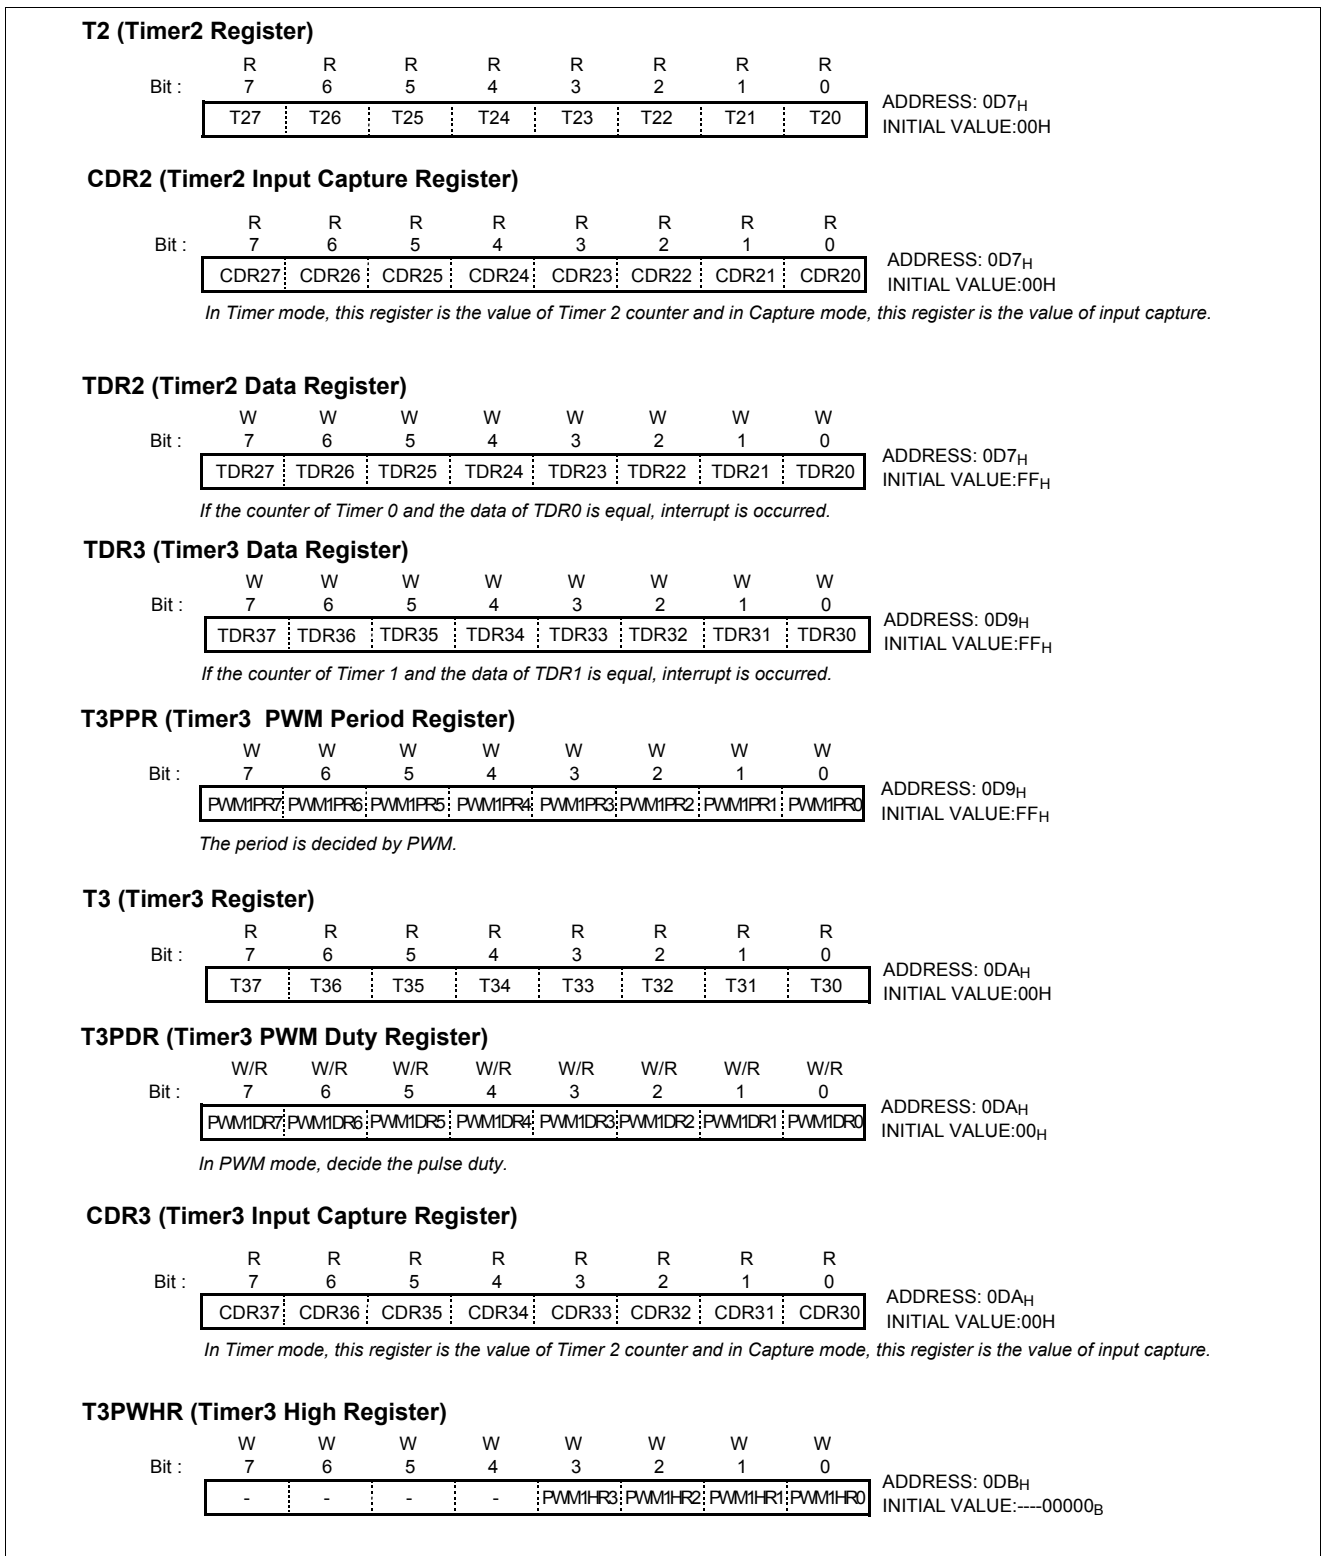 T2 (Timer2 Register)
R R R R R R R R
Bit : 7 6 5 4 3 2 1 0
T27 T26 T25 T24 T23 T22 T21 T20
ADDRESS: 0D7H
INITIAL VALUE:00H
CDR2 (Timer2 Input Capture Register)
R R R R R R R R
Bit : 7 6 5 4 3 2 1 0
CDR27 CDR26 CDR25 CDR24 CDR23 CDR22 CDR21 CDR20
ADDRESS: 0D7H
INITIAL VALUE:00H
In Timer mode, this register is the value of Timer 2 counter and in Capture mode, this register is the value of input capture.
TDR2 (Timer2 Data Register)
W W W W W W W W
Bit : 7 6 5 4 3 2 1 0
TDR27 TDR26 TDR25 TDR24 TDR23 TDR22 TDR21 TDR20
ADDRESS: 0D7H
INITIAL VALUE:FFH
If the counter of Timer 0 and the data of TDR0 is equal, interrupt is occurred.
TDR3 (Timer3 Data Register)
W W W W W W W W
Bit : 7 6 5 4 3 2 1 0
TDR37 TDR36 TDR35 TDR34 TDR33 TDR32 TDR31 TDR30
ADDRESS: 0D9H
INITIAL VALUE:FFH
If the counter of Timer 1 and the data of TDR1 is equal, interrupt is occurred.
T3PPR (Timer3 PWM Period Register)
W W W W W W W W
Bit : 7 6 5 4 3 2 1 0
PWM1PR7 PWM1PR6 PWM1PR5 PWM1PR4 PWM1PR3 PWM1PR2 PWM1PR1 PWM1PR0
ADDRESS: 0D9H
INITIAL VALUE:FFH
The period is decided by PWM.
T3 (Timer3 Register)
R R R R R R R R
Bit : 7 6 5 4 3 2 1 0
T37 T36 T35 T34 T33 T32 T31 T30
ADDRESS: 0DAH
INITIAL VALUE:00H
T3PDR (Timer3 PWM Duty Register)
W/R W/R W/R W/R W/R W/R W/R W/R
Bit : 7 6 5 4 3 2 1 0
PWM1DR7 PWM1DR6 PWM1DR5 PWM1DR4 PWM1DR3 PWM1DR2 PWM1DR1 PWM1DR0
ADDRESS: 0DAH
INITIAL VALUE:00H
In PWM mode, decide the pulse duty.
CDR3 (Timer3 Input Capture Register)
R R R R R R R R
Bit : 7 6 5 4 3 2 1 0
CDR37 CDR36 CDR35 CDR34 CDR33 CDR32 CDR31 CDR30
ADDRESS: 0DAH
INITIAL VALUE:00H
In Timer mode, this register is the value of Timer 2 counter and in Capture mode, this register is the value of input capture.
T3PWHR (Timer3 High Register)
W W W W W W W W
Bit : 7 6 5 4 3 2 1 0
- - - - PWM1HR3 PWM1HR2 PWM1HR1 PWM1HR0
ADDRESS: 0DBH
INITIAL VALUE:----00000B